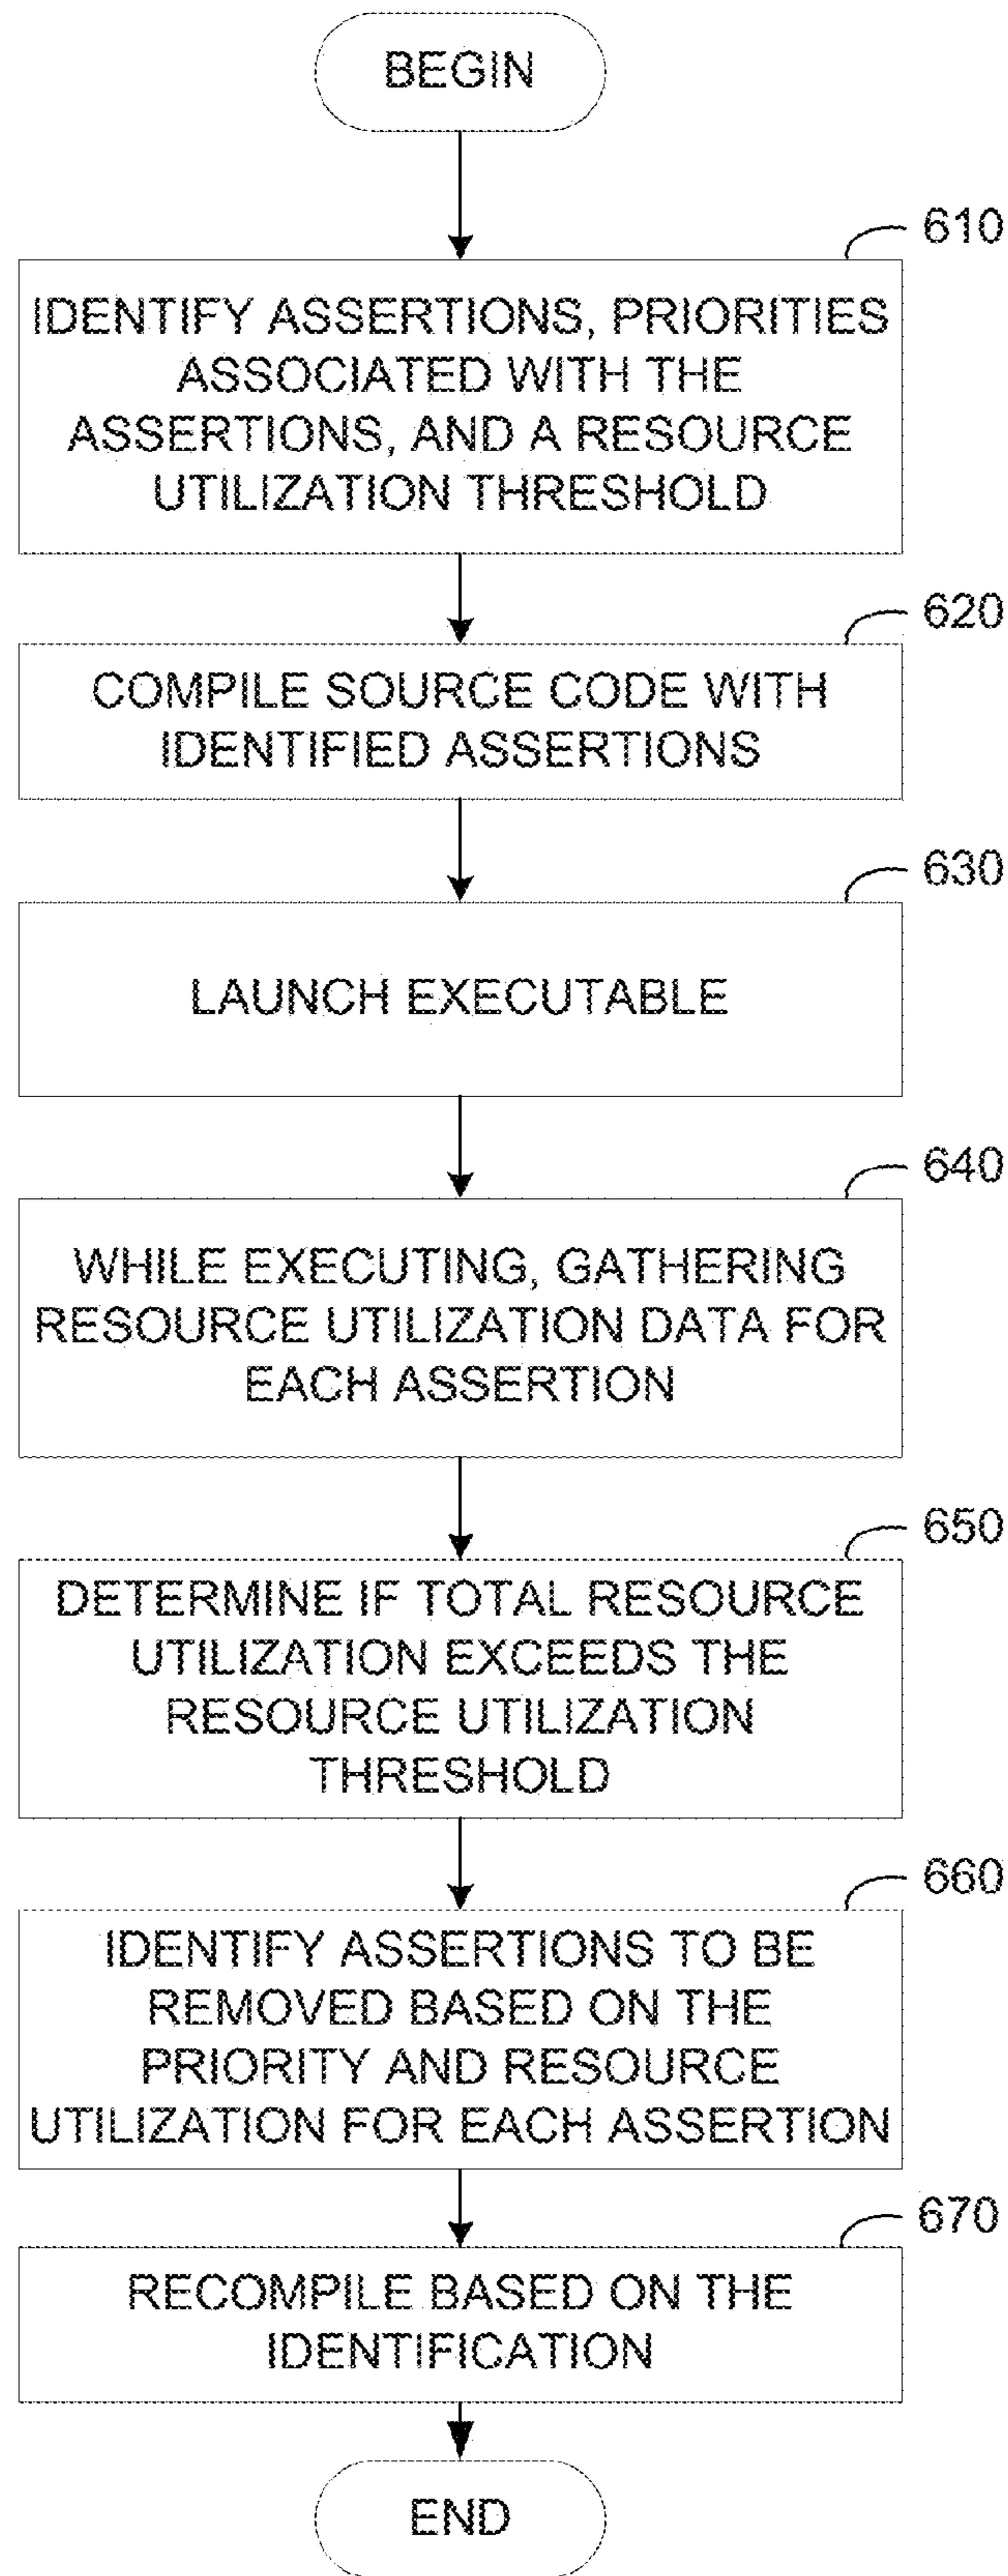 BEGIN
610
IDENTIFY ASSERTIONS, PRIORITIES
ASSOCIATED WITH THE
ASSERTIONS, AND A RESOURCE
UTILIZATION THRESHOLD
620
COMPILE SOURCE CODE WITH
IDENTIFIED ASSERTIONS
630
LAUNCH EXECUTABLE
640
WHILE EXECUTING, GATHERING
RESOURCE UTILIZATION DATA FOR
EACH ASSERTION
650
DETERMINE IF TOTAL RESOURCE
UTILIZATION EXCEEDS THE
RESOURCE UTILIZATION
THRESHOLD
660
IDENTIFY ASSERTIONS TO BE
REMOVED BASED ON THE
PRIORITY AND RESOURCE
UTILIZATION FOR EACH ASSERTION
670
RECOMPILE BASED ON THE
IDENTIFICATION
END